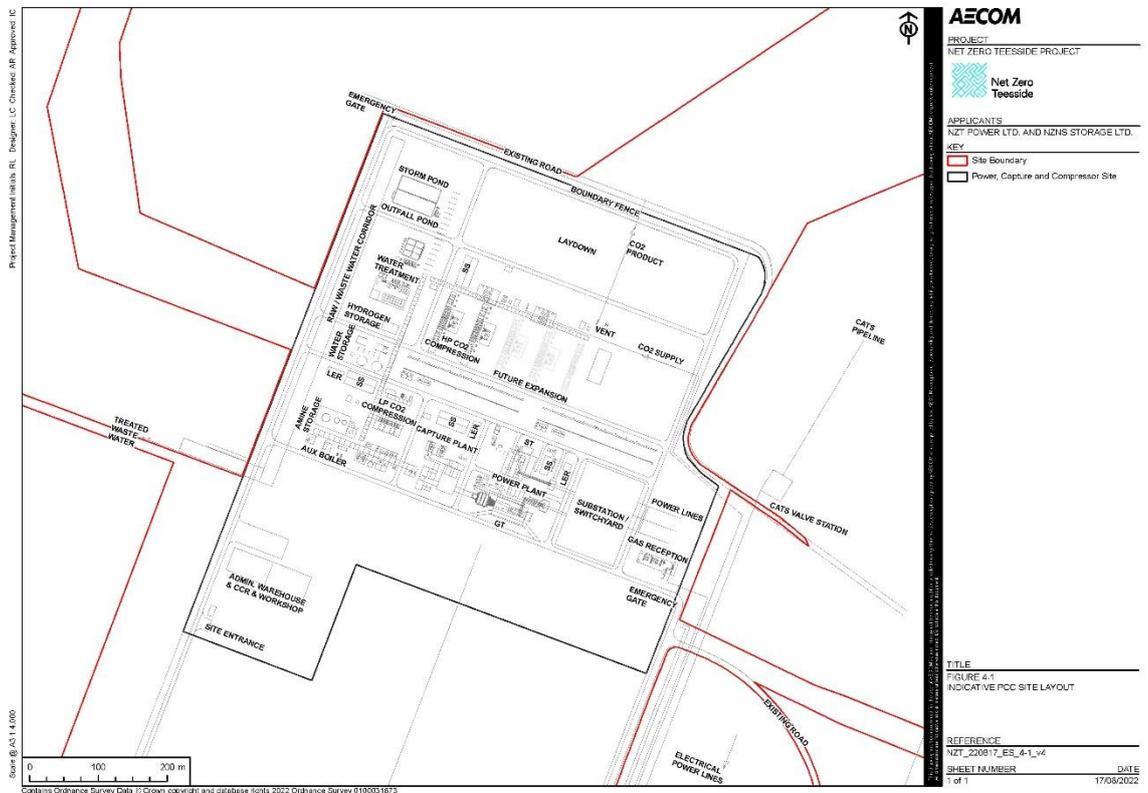 Project Management Initials: RL Designer: LC Checked: AR Approved: IC
Scale @ A3 1:4,000
N
EMERGENCY
GATE
EXISTING ROAD
BOUNDARY FENCE
STORM POND
OUTFALL POND
RAW / WASTE WATER CORRIDOR
LAYDOWN
CO2
PRODUCT
WATER
TREATMENT
SS
HYDROGEN
STORAGE
WATER
STORAGE
HP CO2
COMPRESSION
VENT
CO2 SUPPLY
FUTURE EXPANSION
CATS
PIPELINE
LER
SS
AMINE
STORAGE
LP CO2
COMPRESSION
SS
LER
CAPTURE PLANT
ST
SS
LER
AUX BOILER
TREATED
WASTE
WATER
POWER PLANT
GT
SUBSTATION /
SWITCHYARD
POWER LINES
CATS VALVE STATION
GAS RECEPTION
EMERGENCY
GATE
ADMIN, WAREHOUSE
& CCR & WORKSHOP
SITE ENTRANCE
EXISTING ROAD
ELECTRICAL
POWER LINES
0 100 200 m
Contains Ordnance Survey Data © Crown copyright and database rights 2022 Ordnance Survey 0100031673
AECOM
PROJECT
NET ZERO TEESSIDE PROJECT
Net Zero
Teesside
APPLICANTS
NZT POWER LTD. AND NZNS STORAGE LTD.
KEY
Site Boundary
Power, Capture and Compressor Site
TITLE
FIGURE 4-1
INDICATIVE PCC SITE LAYOUT
REFERENCE
NZT_220817_ES_4-1_v4
SHEET NUMBER DATE
1 of 1 17/08/2022